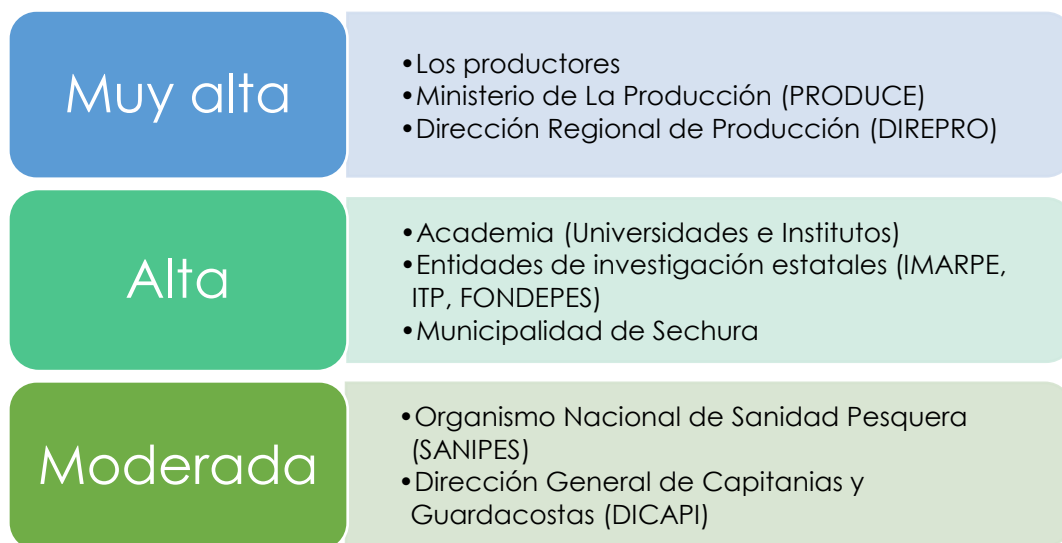 Muy alta
•Los productores
•Ministerio de La Producción (PRODUCE)
•Dirección Regional de Producción (DIREPRO)
Alta
•Academia (Universidades e Institutos)
•Entidades de investigación estatales (IMARPE,
ITP, FONDEPES)
•Municipalidad de Sechura
Moderada
•Organismo Nacional de Sanidad Pesquera
(SANIPES)
•Dirección General de Capitanias y
Guardacostas (DICAPI)